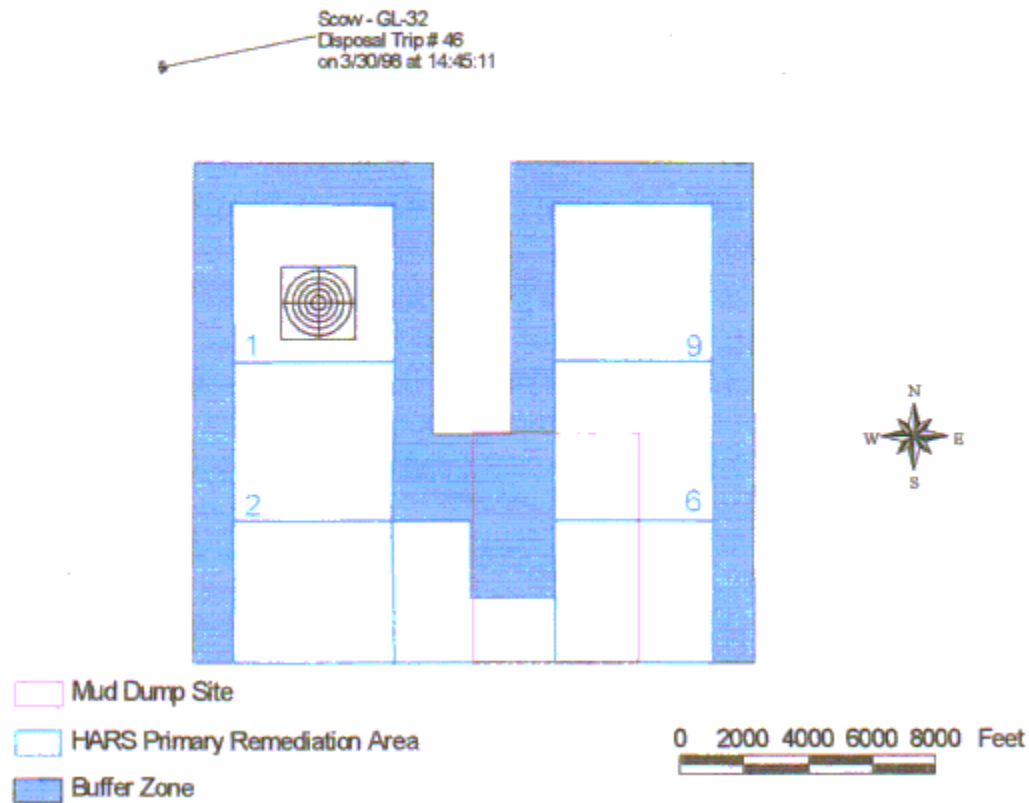 Scow - GL-32
Disposal Trip # 46
on 3/30/98 at 14:45:11
1
9
N
W
E
S
2
6
Mud Dump Site
HARS Primary Remediation Area
Buffer Zone
0 2000 4000 6000 8000 Feet